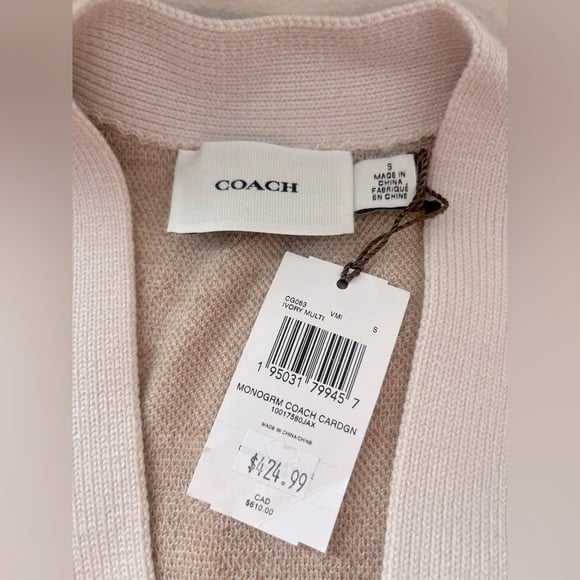 COACH
S
MADE IN
CHINA
FABRIQUÉ
EN CHINE
CG063 VMI S
IVORY MULTI
1 95031 79945 7
MONOGRM COACH CARDGN
10017580JAX
MADE IN CHINA/CHINE
$424.99
CAD
$610.00